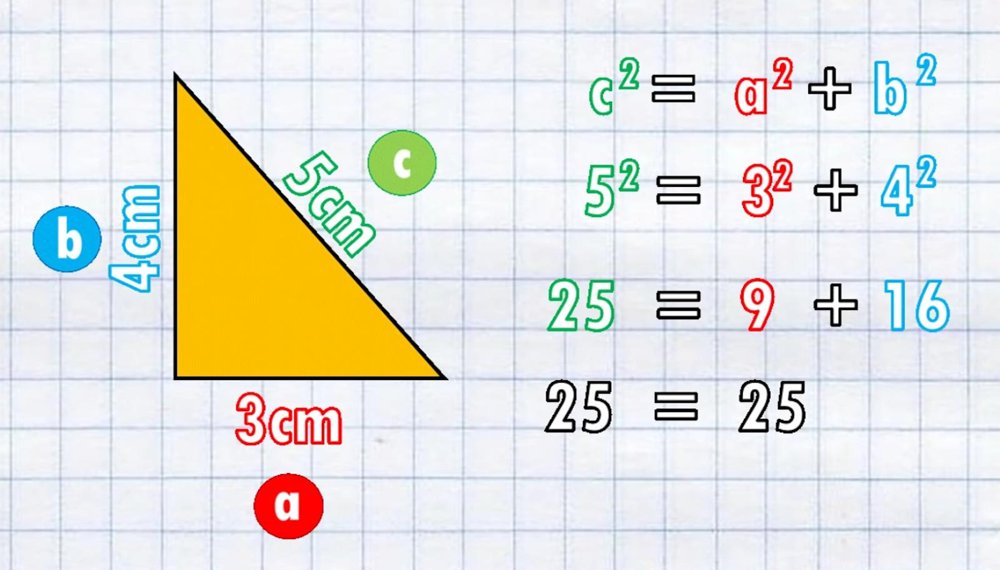 c² = a² + b²
5² = 3² + 4²
25 = 9 + 16
25 = 25
c
5cm
b
4cm
3cm
a